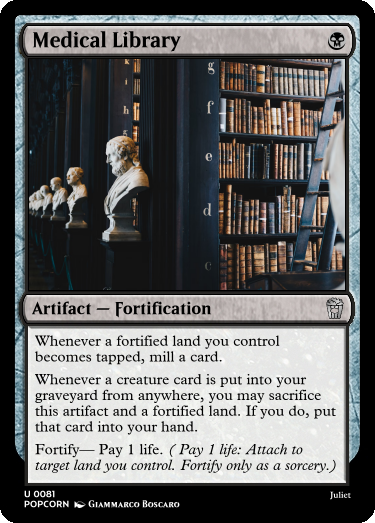 Medical Library
k
i
h
g
g
f
e
d
c
Artifact — Fortification
Whenever a fortified land you control
becomes tapped, mill a card.
Whenever a creature card is put into your
graveyard from anywhere, you may sacrifice
this artifact and a fortified land. If you do, put
that card into your hand.
Fortify— Pay 1 life. ( Pay 1 life: Attach to
target land you control. Fortify only as a sorcery.)
U 0081
Juliet
POPCORN Giammarco Boscaro